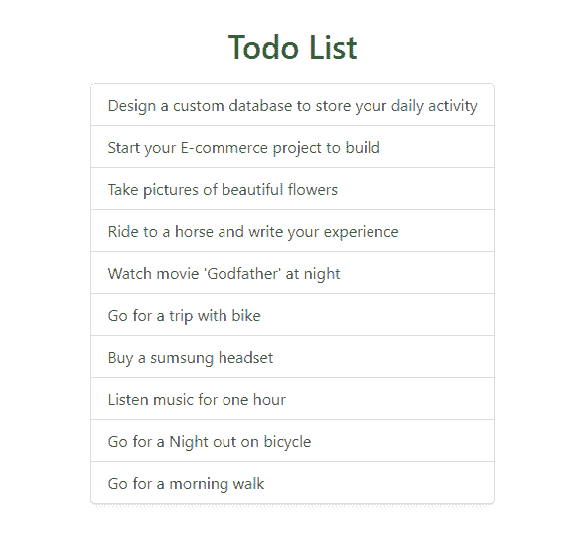 Todo List
Design a custom database to store your daily activity
Start your E-commerce project to build
Take pictures of beautiful flowers
Ride to a horse and write your experience
Watch movie 'Godfather' at night
Go for a trip with bike
Buy a sumsung headset
Listen music for one hour
Go for a Night out on bicycle
Go for a morning walk